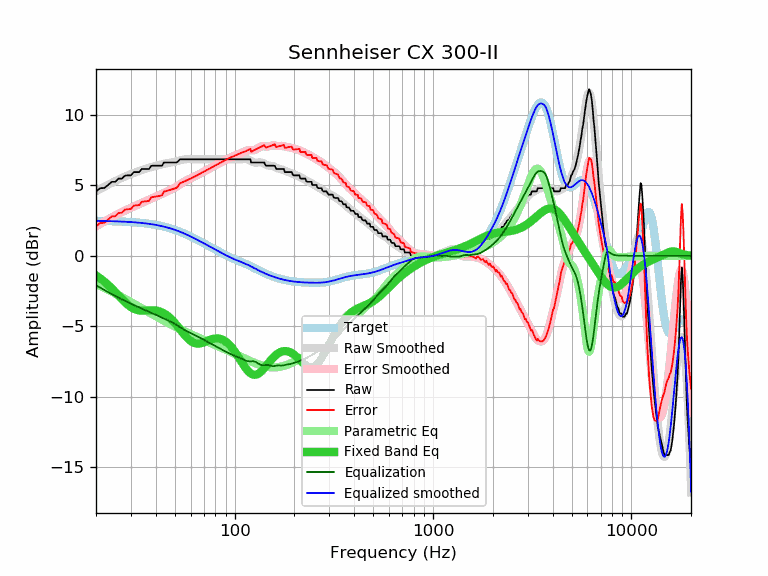 Sennheiser CX 300-II
Amplitude (dBr)
10
5
0
−5
−10
−15
Target
Raw Smoothed
Error Smoothed
Raw
Error
Parametric Eq
Fixed Band Eq
Equalization
Equalized smoothed
100
1000
10000
Frequency (Hz)